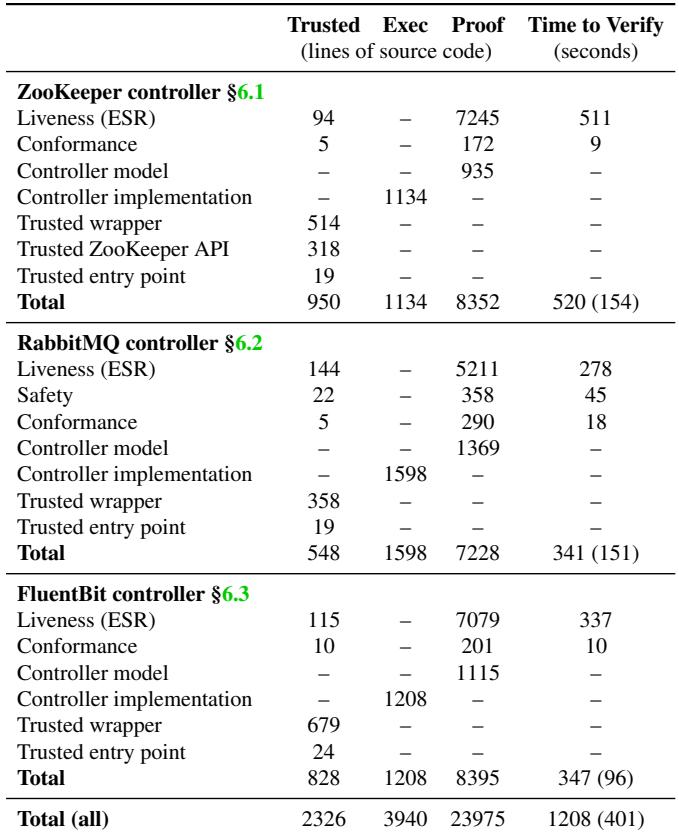 Trusted Exec Proof Time to Verify
(lines of source code) (seconds)
ZooKeeper controller §6.1
Liveness (ESR) 94 – 7245 511
Conformance 5 – 172 9
Controller model – – 935 –
Controller implementation – 1134 – –
Trusted wrapper 514 – – –
Trusted ZooKeeper API 318 – – –
Trusted entry point 19 – – –
Total 950 1134 8352 520 (154)
RabbitMQ controller §6.2
Liveness (ESR) 144 – 5211 278
Safety 22 – 358 45
Conformance 5 – 290 18
Controller model – – 1369 –
Controller implementation – 1598 – –
Trusted wrapper 358 – – –
Trusted entry point 19 – – –
Total 548 1598 7228 341 (151)
FluentBit controller §6.3
Liveness (ESR) 115 – 7079 337
Conformance 10 – 201 10
Controller model – – 1115 –
Controller implementation – 1208 – –
Trusted wrapper 679 – – –
Trusted entry point 24 – – –
Total 828 1208 8395 347 (96)
Total (all) 2326 3940 23975 1208 (401)